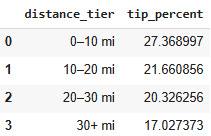 distance_tier tip_percent
0 0–10 mi 27.368997
1 10–20 mi 21.660856
2 20–30 mi 20.326256
3 30+ mi 17.027373